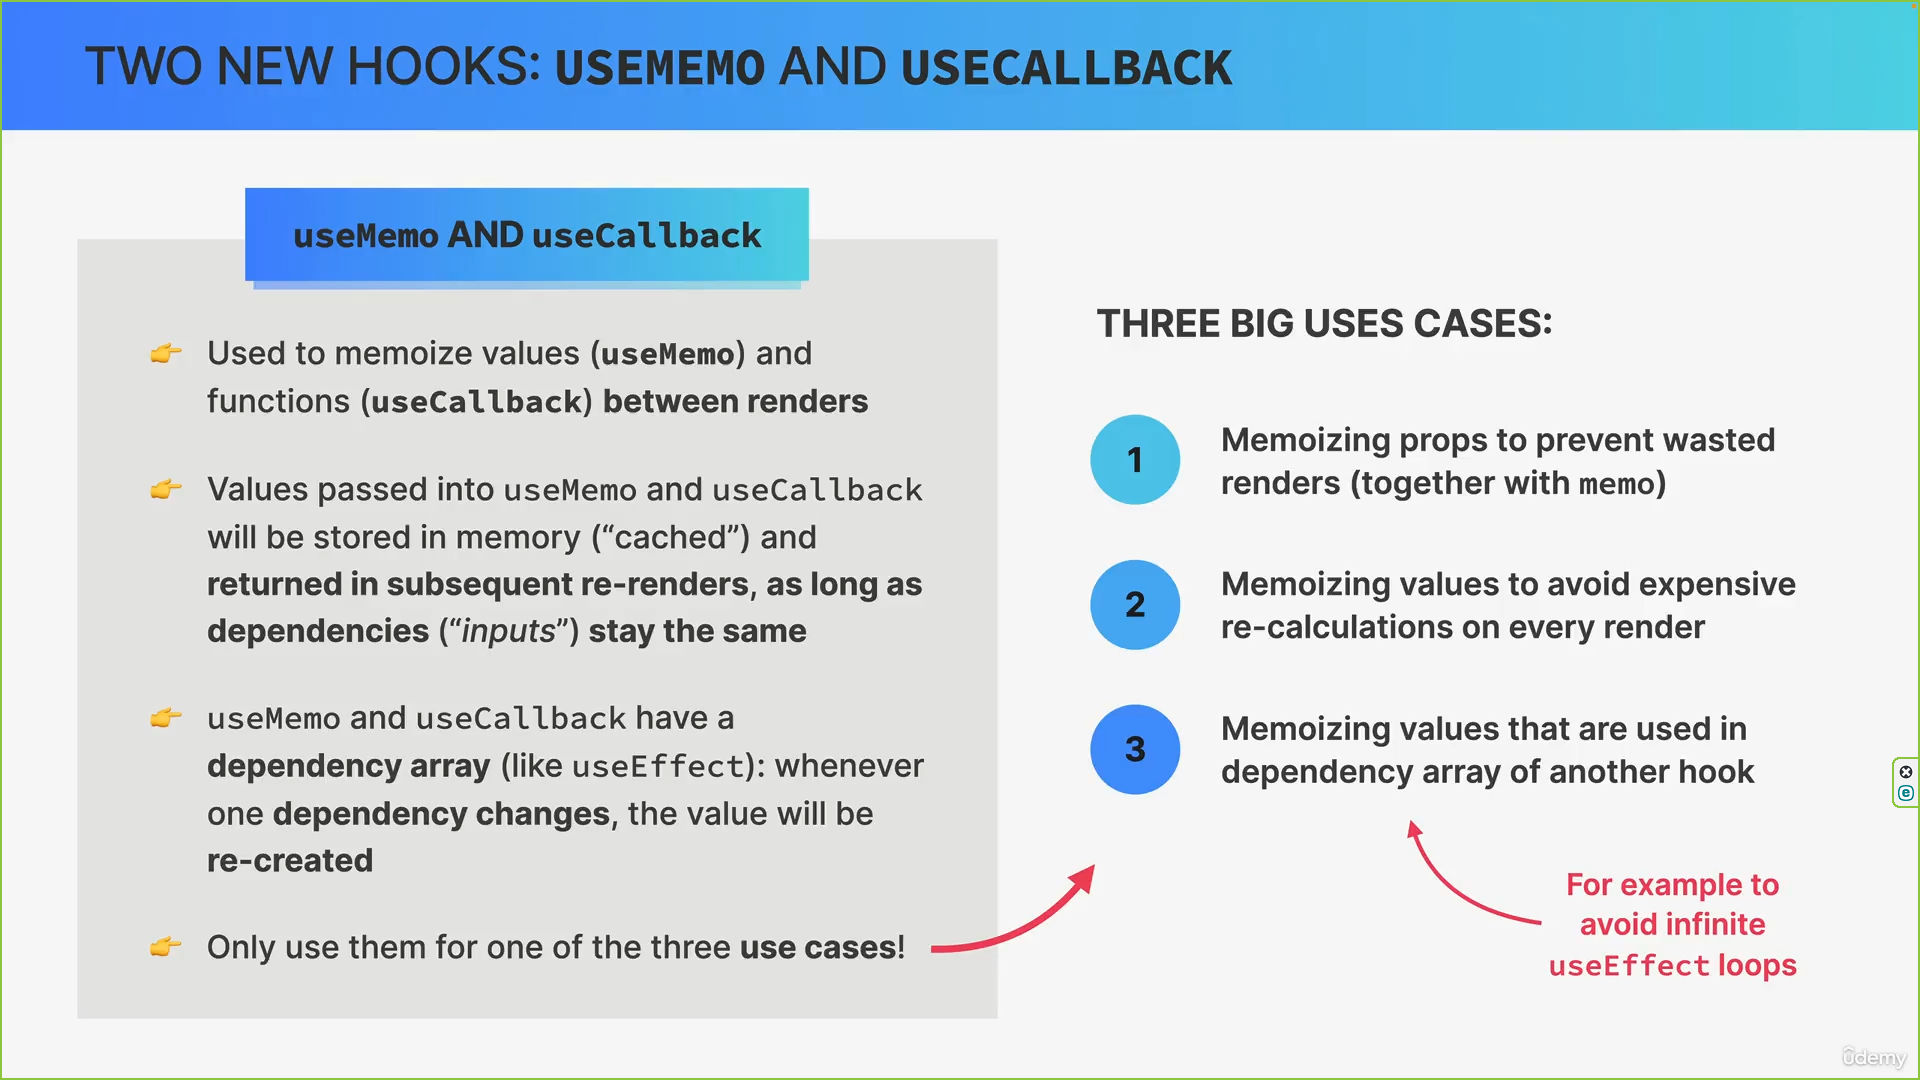 TWO NEW HOOKS: USEMEMO AND USECALLBACK
useMemo AND useCallback
Used to memoize values (useMemo) and
functions (useCallback) between renders
Values passed into useMemo and useCallback
will be stored in memory (“cached”) and
returned in subsequent re-renders, as long as
dependencies (“inputs”) stay the same
useMemo and useCallback have a
dependency array (like useEffect): whenever
one dependency changes, the value will be
re-created
Only use them for one of the three use cases!
THREE BIG USES CASES:
1
Memoizing props to prevent wasted
renders (together with memo)
2
Memoizing values to avoid expensive
re-calculations on every render
3
Memoizing values that are used in
dependency array of another hook
For example to
avoid infinite
useEffect loops
e
ûdemy